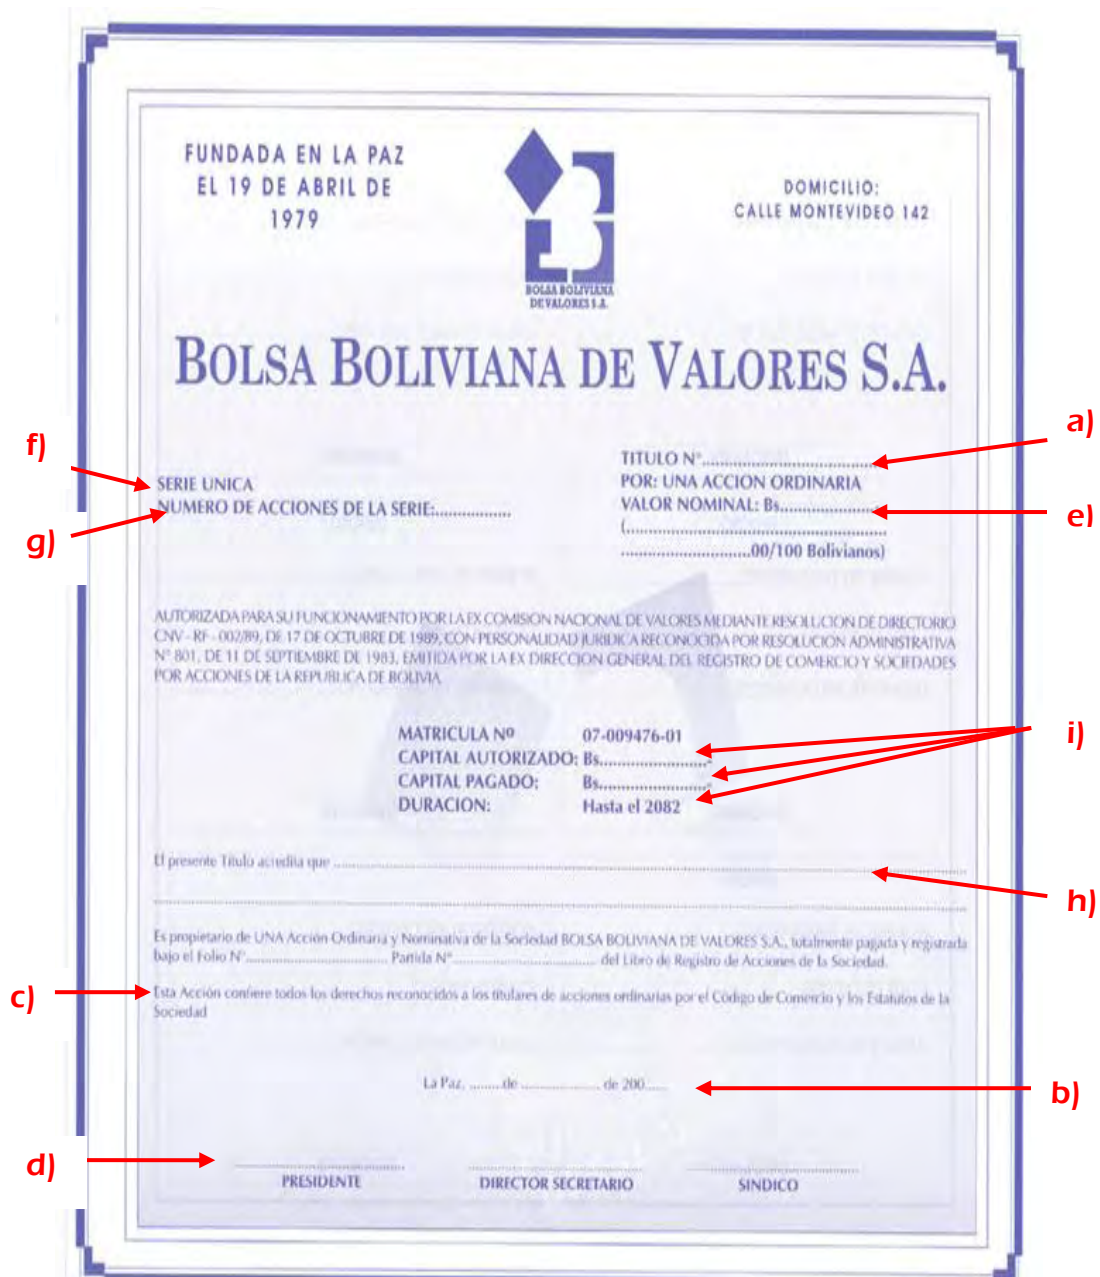 FUNDADA EN LA PAZ
EL 19 DE ABRIL DE
1979
DOMICILIO:
CALLE MONTEVIDEO 142
BOLSA BOLIVIANA
DE VALORES S.A.
BOLSA BOLIVIANA DE VALORES S.A.
a)
f)
TITULO Nº..................................
SERIE UNICA
POR: UNA ACCION ORDINARIA
NUMERO DE ACCIONES DE LA SERIE:................
VALOR NOMINAL: Bs...................
e)
g)
(..................................................
.........................00/100 Bolivianos)
AUTORIZADA PARA SU FUNCIONAMIENTO POR LA EX COMISION NACIONAL DE VALORES MEDIANTE RESOLUCION DE DIRECTORIO
CNV - RF - 002/89, DE 17 DE OCTUBRE DE 1989, CON PERSONALIDAD JURIDICA RECONOCIDA POR RESOLUCION ADMINISTRATIVA
Nº 801, DE 11 DE SEPTIEMBRE DE 1983, EMITIDA POR LA EX DIRECCION GENERAL DEL REGISTRO DE COMERCIO Y SOCIEDADES
POR ACCIONES DE LA REPUBLICA DE BOLIVIA.
MATRICULA Nº 07-009476-01
i)
CAPITAL AUTORIZADO: Bs.....................-
CAPITAL PAGADO: Bs.....................-
DURACION: Hasta el 2082
El presente Titulo acredita que ..........................................................................
h)
Es propietario de UNA Acción Ordinaria y Nominativa de la Sociedad BOLSA BOLIVIANA DE VALORES S.A., totalmente pagada y registrada
bajo el Folio Nº............................ Partida Nº............................ del Libro de Registro de Acciones de la Sociedad.
c)
Esta Acción confiere todos los derechos reconocidos a los titulares de acciones ordinarias por el Código de Comercio y los Estatutos de la
Sociedad
La Paz, ........de ................... de 200.....
b)
d)
PRESIDENTE DIRECTOR SECRETARIO SINDICO